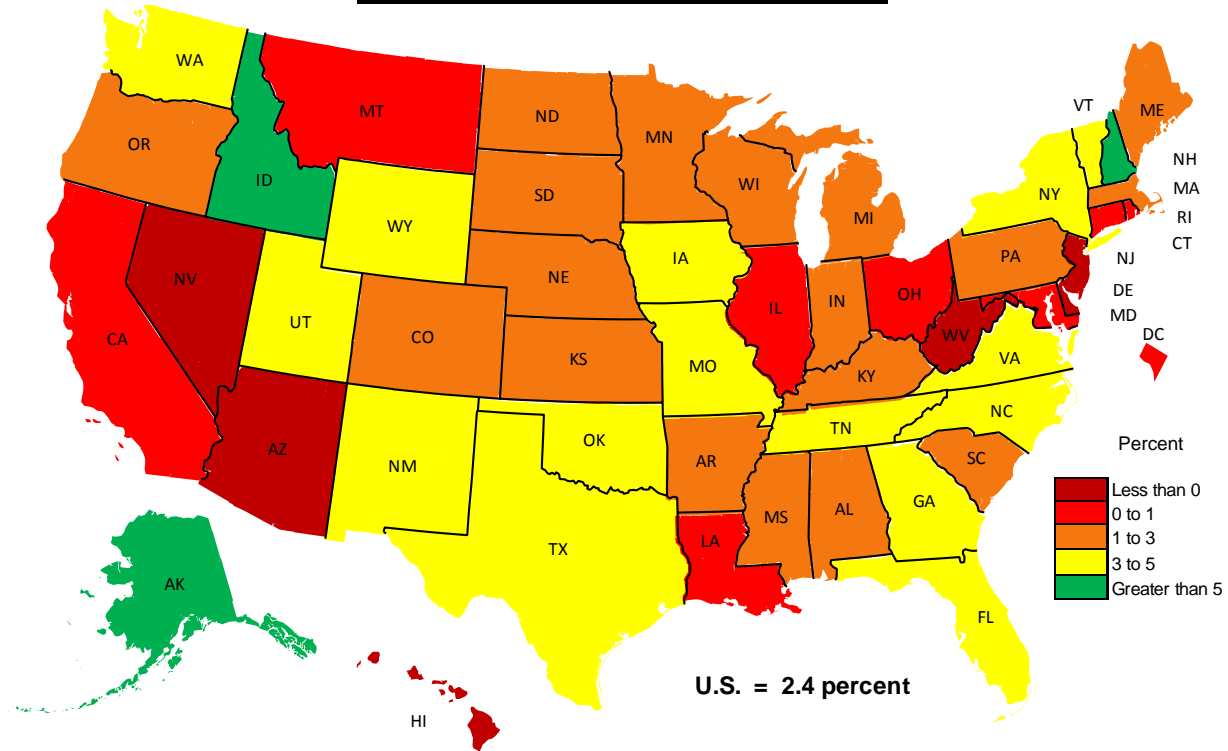 WA
MT
ND
MN
VT
ME
OR
ID
SD
WI
MI
NY
NH
MA
RI
CT
WY
IA
NE
PA
NJ
NV
UT
CO
IL
IN
OH
DE
MD
DC
CA
KS
MO
WV
VA
KY
NC
TN
AZ
NM
OK
AR
SC
MS
AL
GA
TX
LA
FL
AK
HI
Percent
Less than 0
0 to 1
1 to 3
3 to 5
Greater than 5
U.S. = 2.4 percent